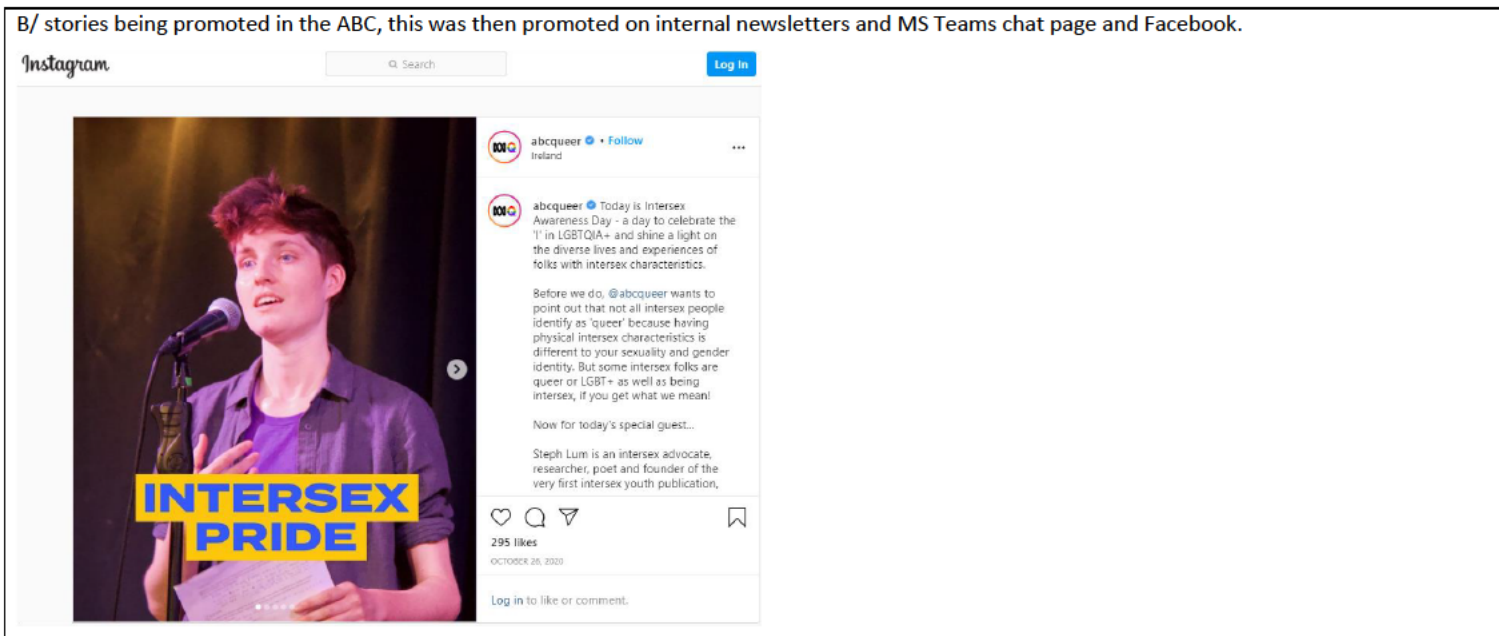 B/ stories being promoted in the ABC, this was then promoted on internal newsletters and MS Teams chat page and Facebook.
Instagram
Search
Log In
abcqueer • Follow
Ireland
abcqueer Today is Intersex
Awareness Day - a day to celebrate the
'I' in LGBTQIA+ and shine a light on
the diverse lives and experiences of
folks with intersex characteristics.
Before we do, @abcqueer wants to
point out that not all intersex people
identify as 'queer' because having
physical intersex characteristics is
different to your sexuality and gender
identity. But some intersex folks are
queer or LGBT+ as well as being
intersex, if you get what we mean!
Now for today's special guest...
Steph Lum is an intersex advocate,
researcher, poet and founder of the
very first intersex youth publication,
INTERSEX
PRIDE
295 likes
OCTOBER 26, 2020
Log in to like or comment.